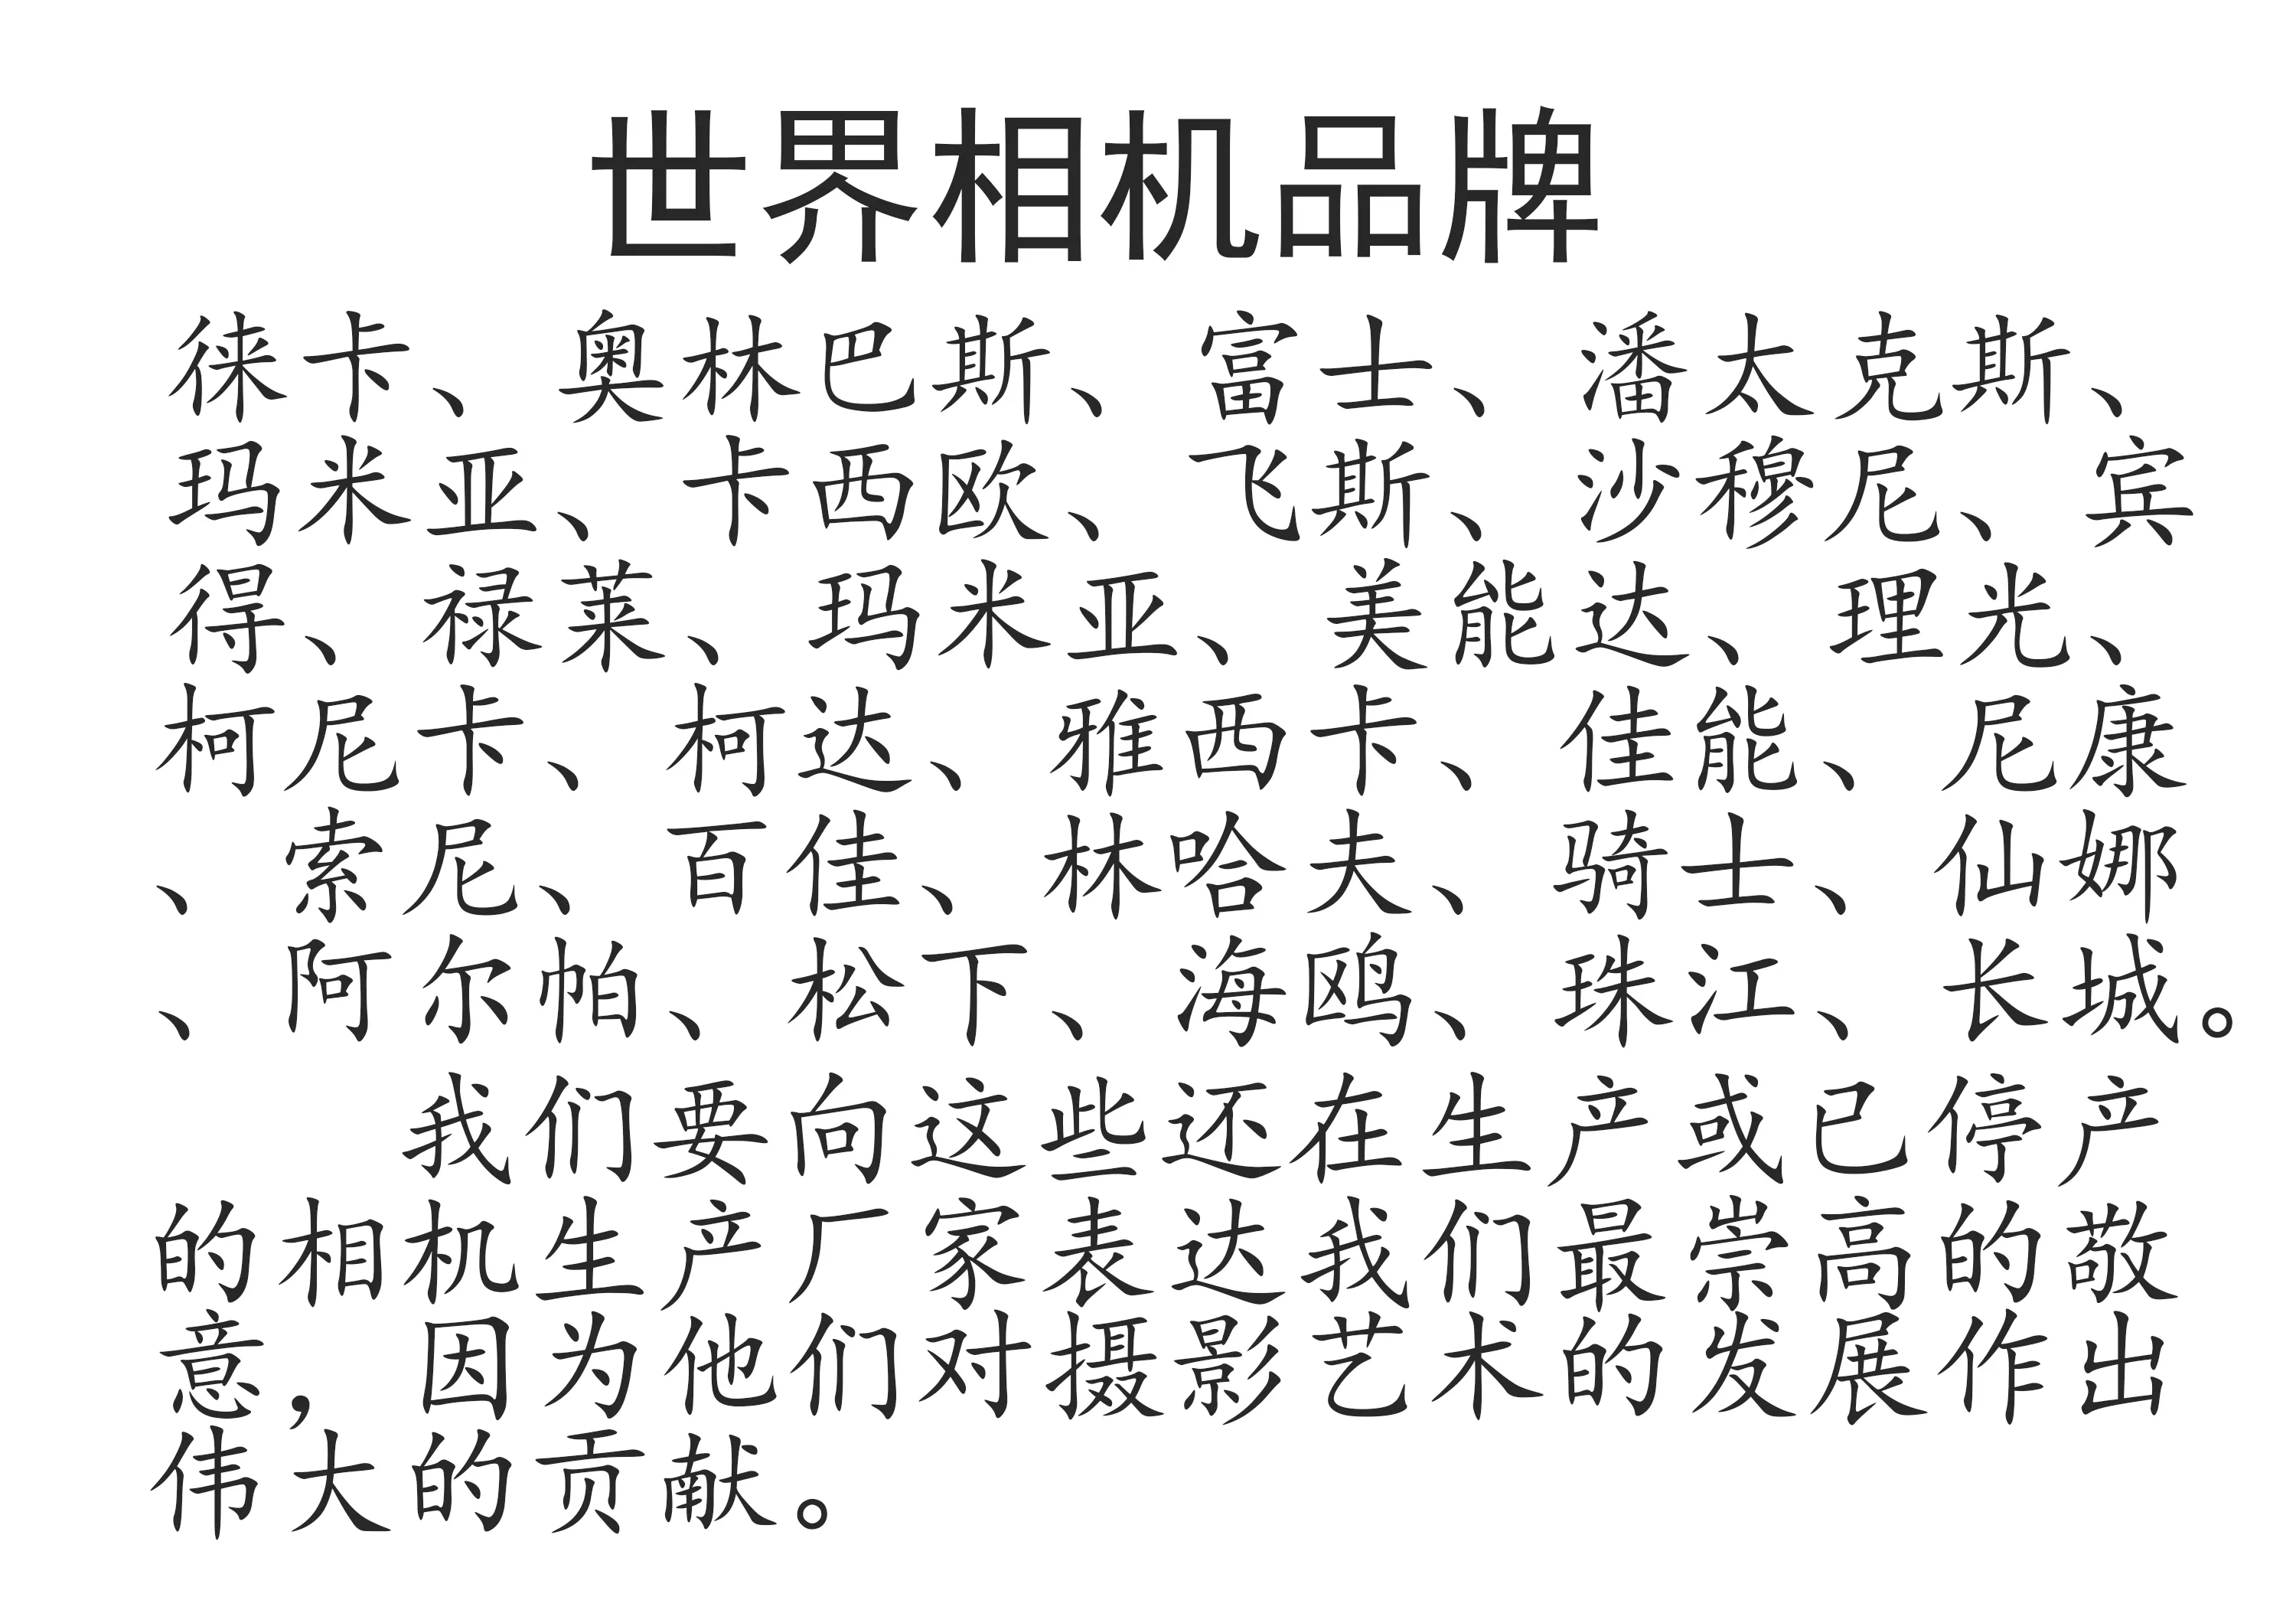 世界相机品牌
徕卡、奥林巴斯、富士、潘太克斯、
玛米亚、卡西欧、飞斯、沙穆尼、宾
得、禄莱、玛米亚、美能达、理光、
柯尼卡、柯达、雅西卡、佳能、尼康
、索尼、百佳、林哈夫、骑士、仙娜
、阿尔帕、松下、海鸥、珠江、长城。
我们要向这些还在生产或已停产
的相机生产厂家表达我们最崇高的敬
意，因为他们对摄影艺术的发展作出
伟大的贡献。